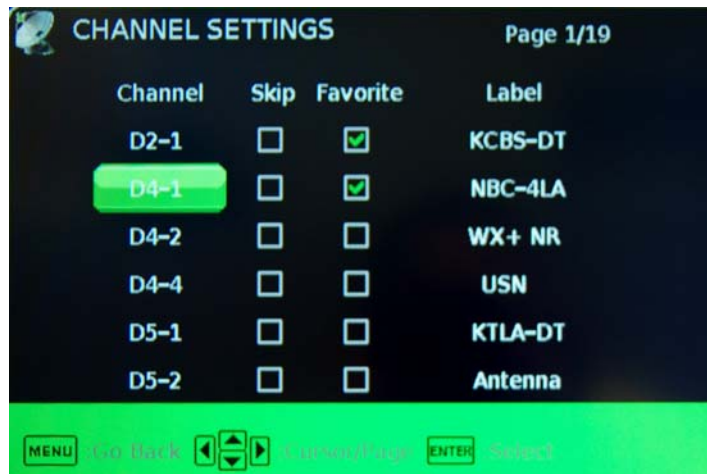 CHANNEL SETTINGS Page 1/19
Channel Skip Favorite Label
D2-1 KCBS-DT
D4-1 NBC-4LA
D4-2 WX+ NR
D4-4 USN
D5-1 KTLA-DT
D5-2 Antenna
MENU Go Back Cursor/Page ENTER Select